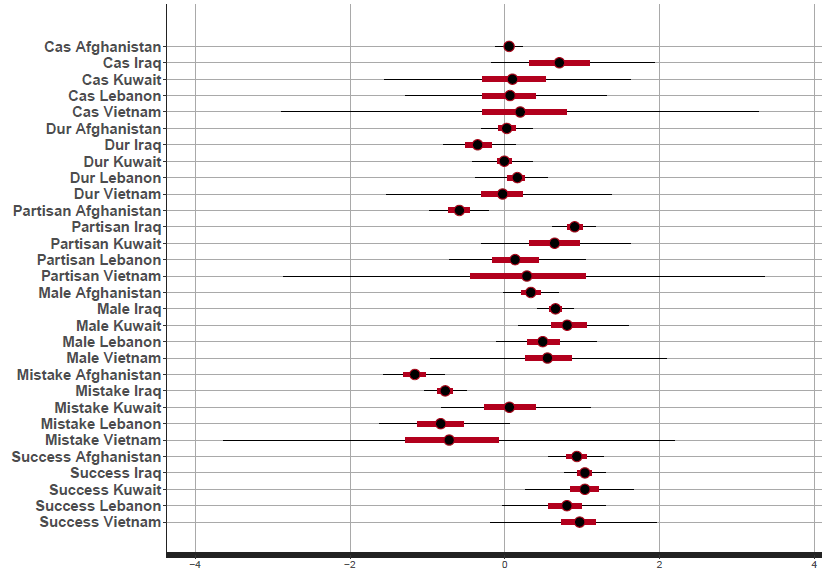 Cas Afghanistan
Cas Iraq
Cas Kuwait
Cas Lebanon
Cas Vietnam
Dur Afghanistan
Dur Iraq
Dur Kuwait
Dur Lebanon
Dur Vietnam
Partisan Afghanistan
Partisan Iraq
Partisan Kuwait
Partisan Lebanon
Partisan Vietnam
Male Afghanistan
Male Iraq
Male Kuwait
Male Lebanon
Male Vietnam
Mistake Afghanistan
Mistake Iraq
Mistake Kuwait
Mistake Lebanon
Mistake Vietnam
Success Afghanistan
Success Iraq
Success Kuwait
Success Lebanon
Success Vietnam
−4 −2 0 2 4